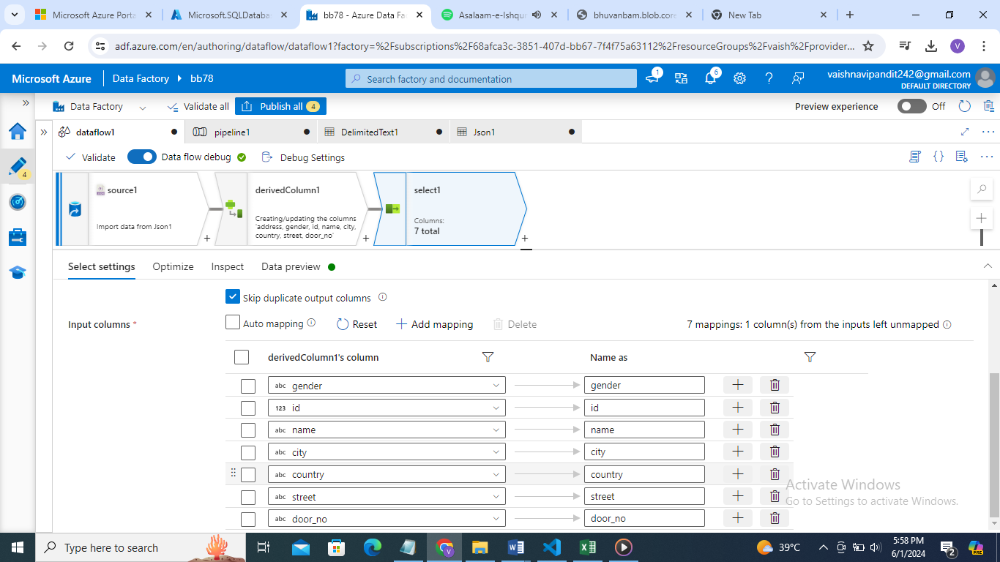 Microsoft Azure Porta
Microsoft.SQLDatabas
bb78 - Azure Data Fa
Asalaam-e-Ishqu
bhuvanbam.blob.core
New Tab
adf.azure.com/en/authoring/dataflow/dataflow1?factory=%2Fsubscriptions%2F68afca3c-3851-407d-bb67-7f4f75a63112%2FresourceGroups%2Fvaish%2Fprovider...
V
Microsoft Azure
Data Factory
bb78
Search factory and documentation
1
6
vaishnavipandit242@gmail.com
DEFAULT DIRECTORY
Data Factory
Validate all
Publish all 4
Preview experience
Off
dataflow1
pipeline1
DelimitedText1
Json1
Validate
Data flow debug
Debug Settings
4
source1
Import data from Json1
+
derivedColumn1
Creating/updating the columns
'address, gender, id, name, city,
country, street, door_no'
+
select1
Columns:
7 total
+
Select settings
Optimize
Inspect
Data preview
Skip duplicate output columns
Input columns *
Auto mapping
Reset
Add mapping
Delete
7 mappings: 1 column(s) from the inputs left unmapped
derivedColumn1's column
Name as
abc gender gender
123 id id
abc name name
abc city city
abc country country
abc street street
abc door_no door_no
Activate Windows
Go to Settings to activate Windows.
Type here to search
39°C
5:58 PM
6/1/2024
2
PRE